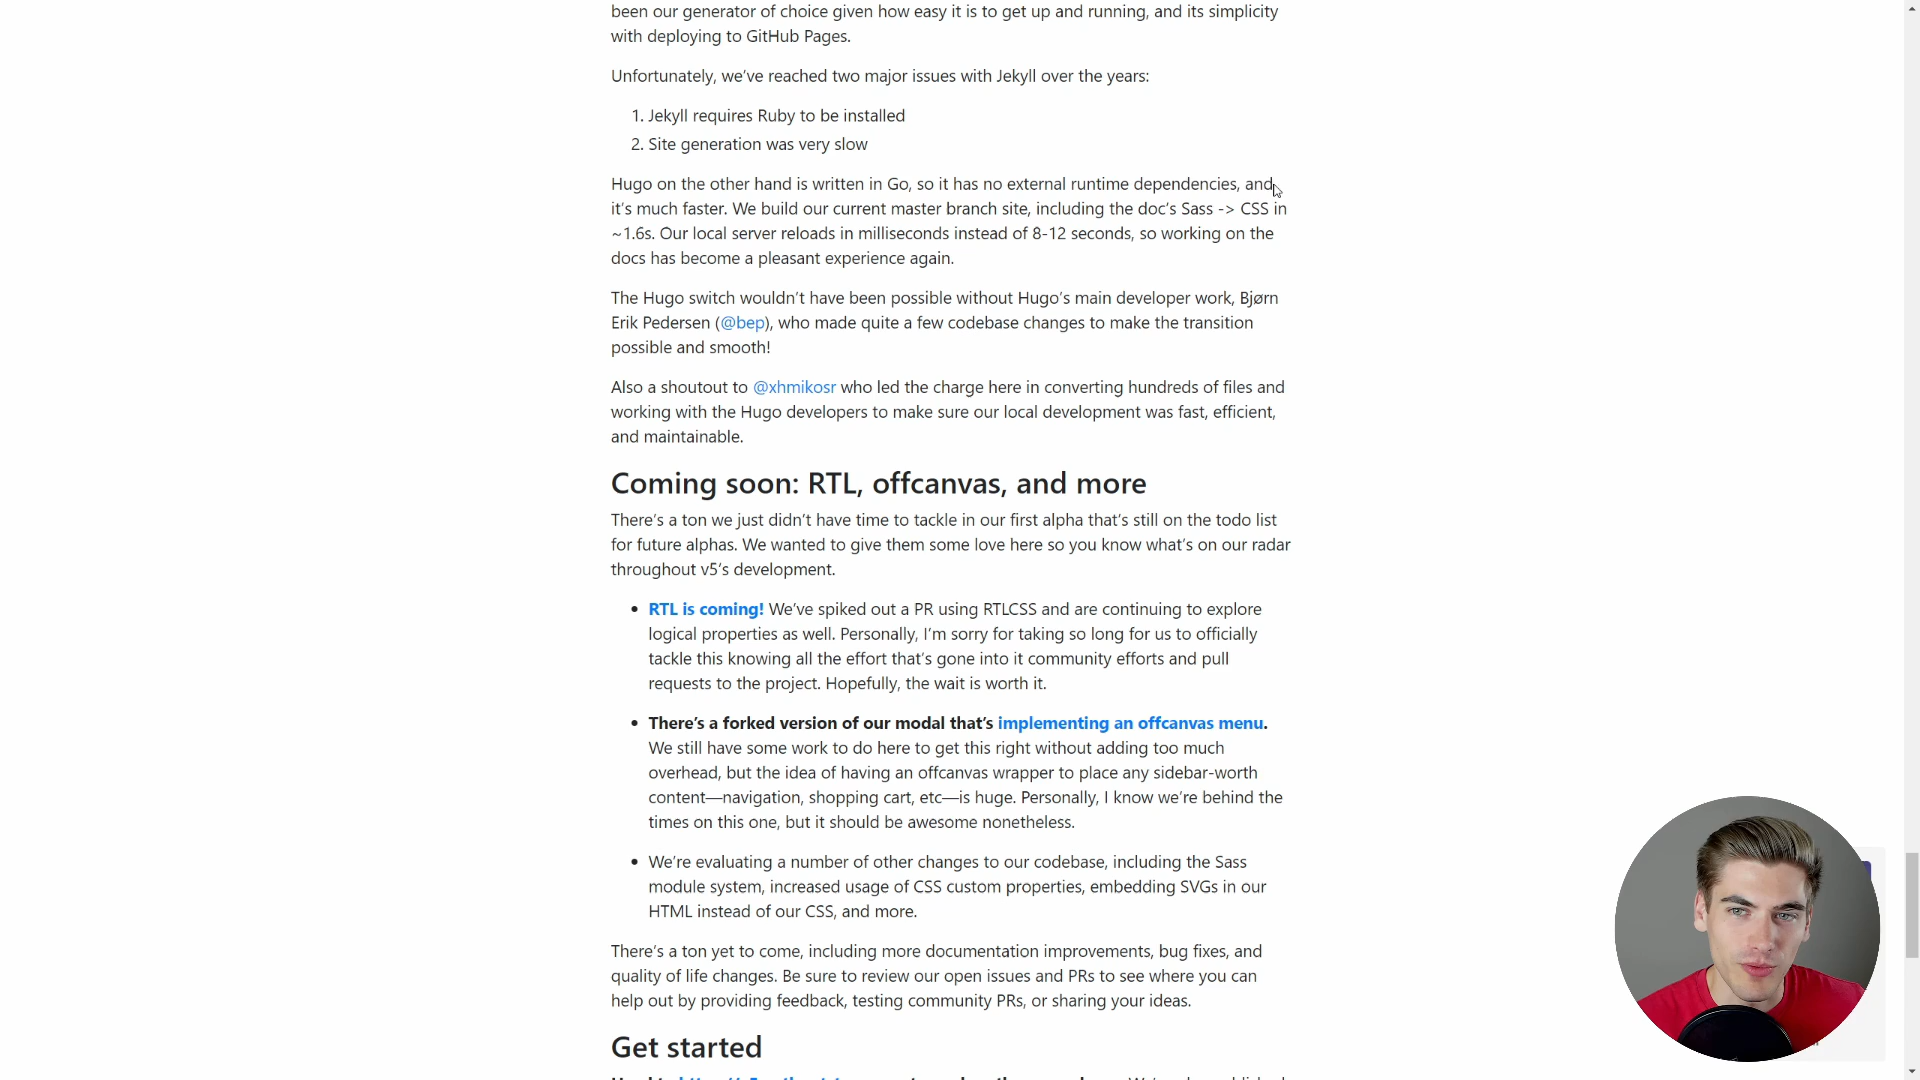 been our generator of choice given how easy it is to get up and running, and its simplicity
with deploying to GitHub Pages.
Unfortunately, we’ve reached two major issues with Jekyll over the years:
1. Jekyll requires Ruby to be installed
2. Site generation was very slow
Hugo on the other hand is written in Go, so it has no external runtime dependencies, and
it’s much faster. We build our current master branch site, including the doc’s Sass -> CSS in
~1.6s. Our local server reloads in milliseconds instead of 8-12 seconds, so working on the
docs has become a pleasant experience again.
The Hugo switch wouldn’t have been possible without Hugo’s main developer work, Bjørn
Erik Pedersen (@bep), who made quite a few codebase changes to make the transition
possible and smooth!
Also a shoutout to @xhmikosr who led the charge here in converting hundreds of files and
working with the Hugo developers to make sure our local development was fast, efficient,
and maintainable.
Coming soon: RTL, offcanvas, and more
There’s a ton we just didn’t have time to tackle in our first alpha that’s still on the todo list
for future alphas. We wanted to give them some love here so you know what’s on our radar
throughout v5’s development.
• RTL is coming! We’ve spiked out a PR using RTLCSS and are continuing to explore
logical properties as well. Personally, I’m sorry for taking so long for us to officially
tackle this knowing all the effort that’s gone into it community efforts and pull
requests to the project. Hopefully, the wait is worth it.
• There’s a forked version of our modal that’s implementing an offcanvas menu.
We still have some work to do here to get this right without adding too much
overhead, but the idea of having an offcanvas wrapper to place any sidebar-worth
content—navigation, shopping cart, etc—is huge. Personally, I know we’re behind the
times on this one, but it should be awesome nonetheless.
• We’re evaluating a number of other changes to our codebase, including the Sass
module system, increased usage of CSS custom properties, embedding SVGs in our
HTML instead of our CSS, and more.
There’s a ton yet to come, including more documentation improvements, bug fixes, and
quality of life changes. Be sure to review our open issues and PRs to see where you can
help out by providing feedback, testing community PRs, or sharing your ideas.
Get started